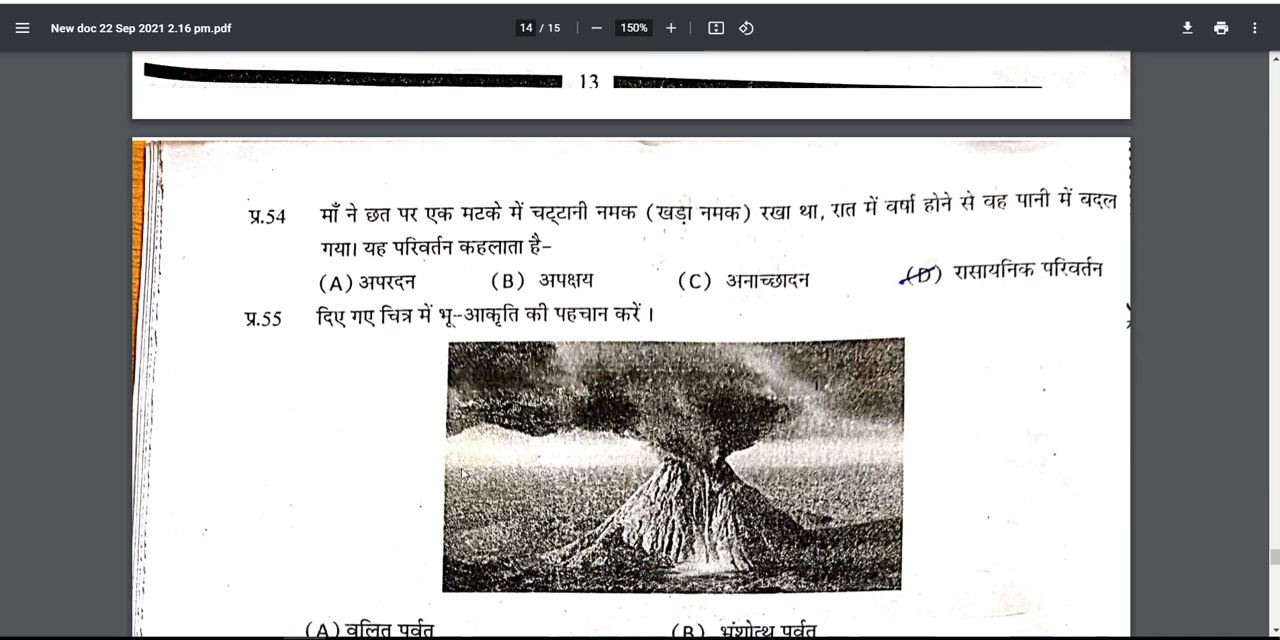 New doc 22 Sep 2021 2.16 pm.pdf
14 / 15
150%
13
प्र.54 माँ ने छत पर एक मटके में चट्टानी नमक (खड़ा नमक) रखा था, रात में वर्षा होने से वह पानी में बदल
गया। यह परिवर्तन कहलाता है–
(A) अपरदन (B) अपक्षय (C) अनाच्छादन (D) रासायनिक परिवर्तन
प्र.55 दिए गए चित्र में भू-आकृति की पहचान करें।
(A) वलित पर्वत (B) भ्रंशोत्थ पर्वत